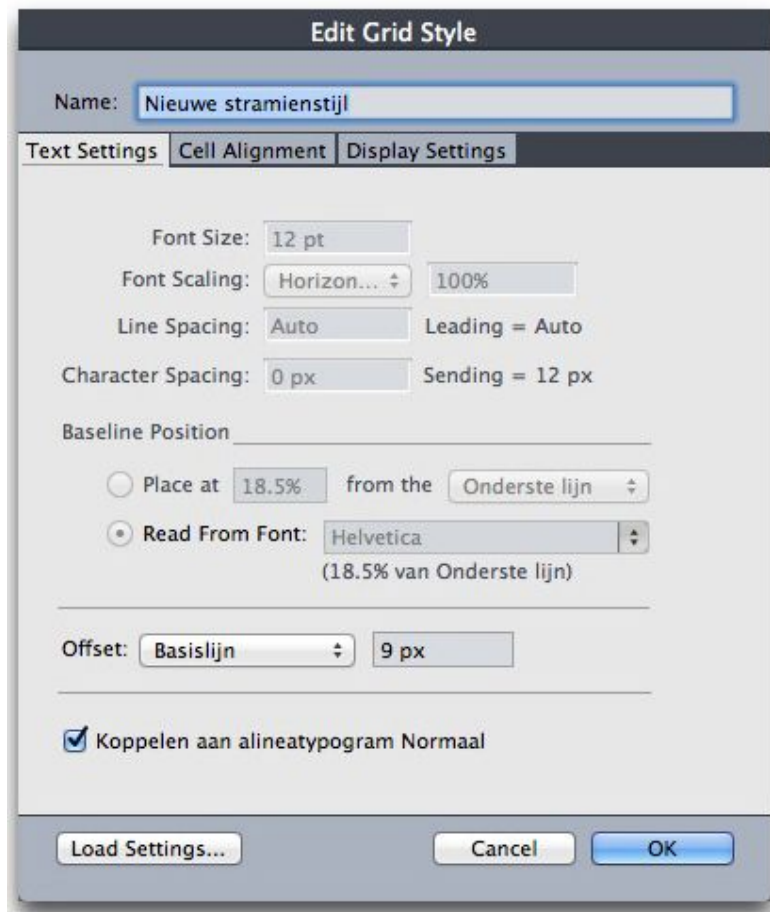 Edit Grid Style
Name: Nieuwe stramienstijl
Text Settings Cell Alignment Display Settings
Font Size: 12 pt
Font Scaling: Horizon... 100%
Line Spacing: Auto Leading = Auto
Character Spacing: 0 px Sending = 12 px
Baseline Position
Place at 18.5% from the Onderste lijn
Read From Font: Helvetica
(18.5% van Onderste lijn)
Offset: Basislijn 9 px
Koppelen aan alineatypogram Normaal
Load Settings... Cancel OK